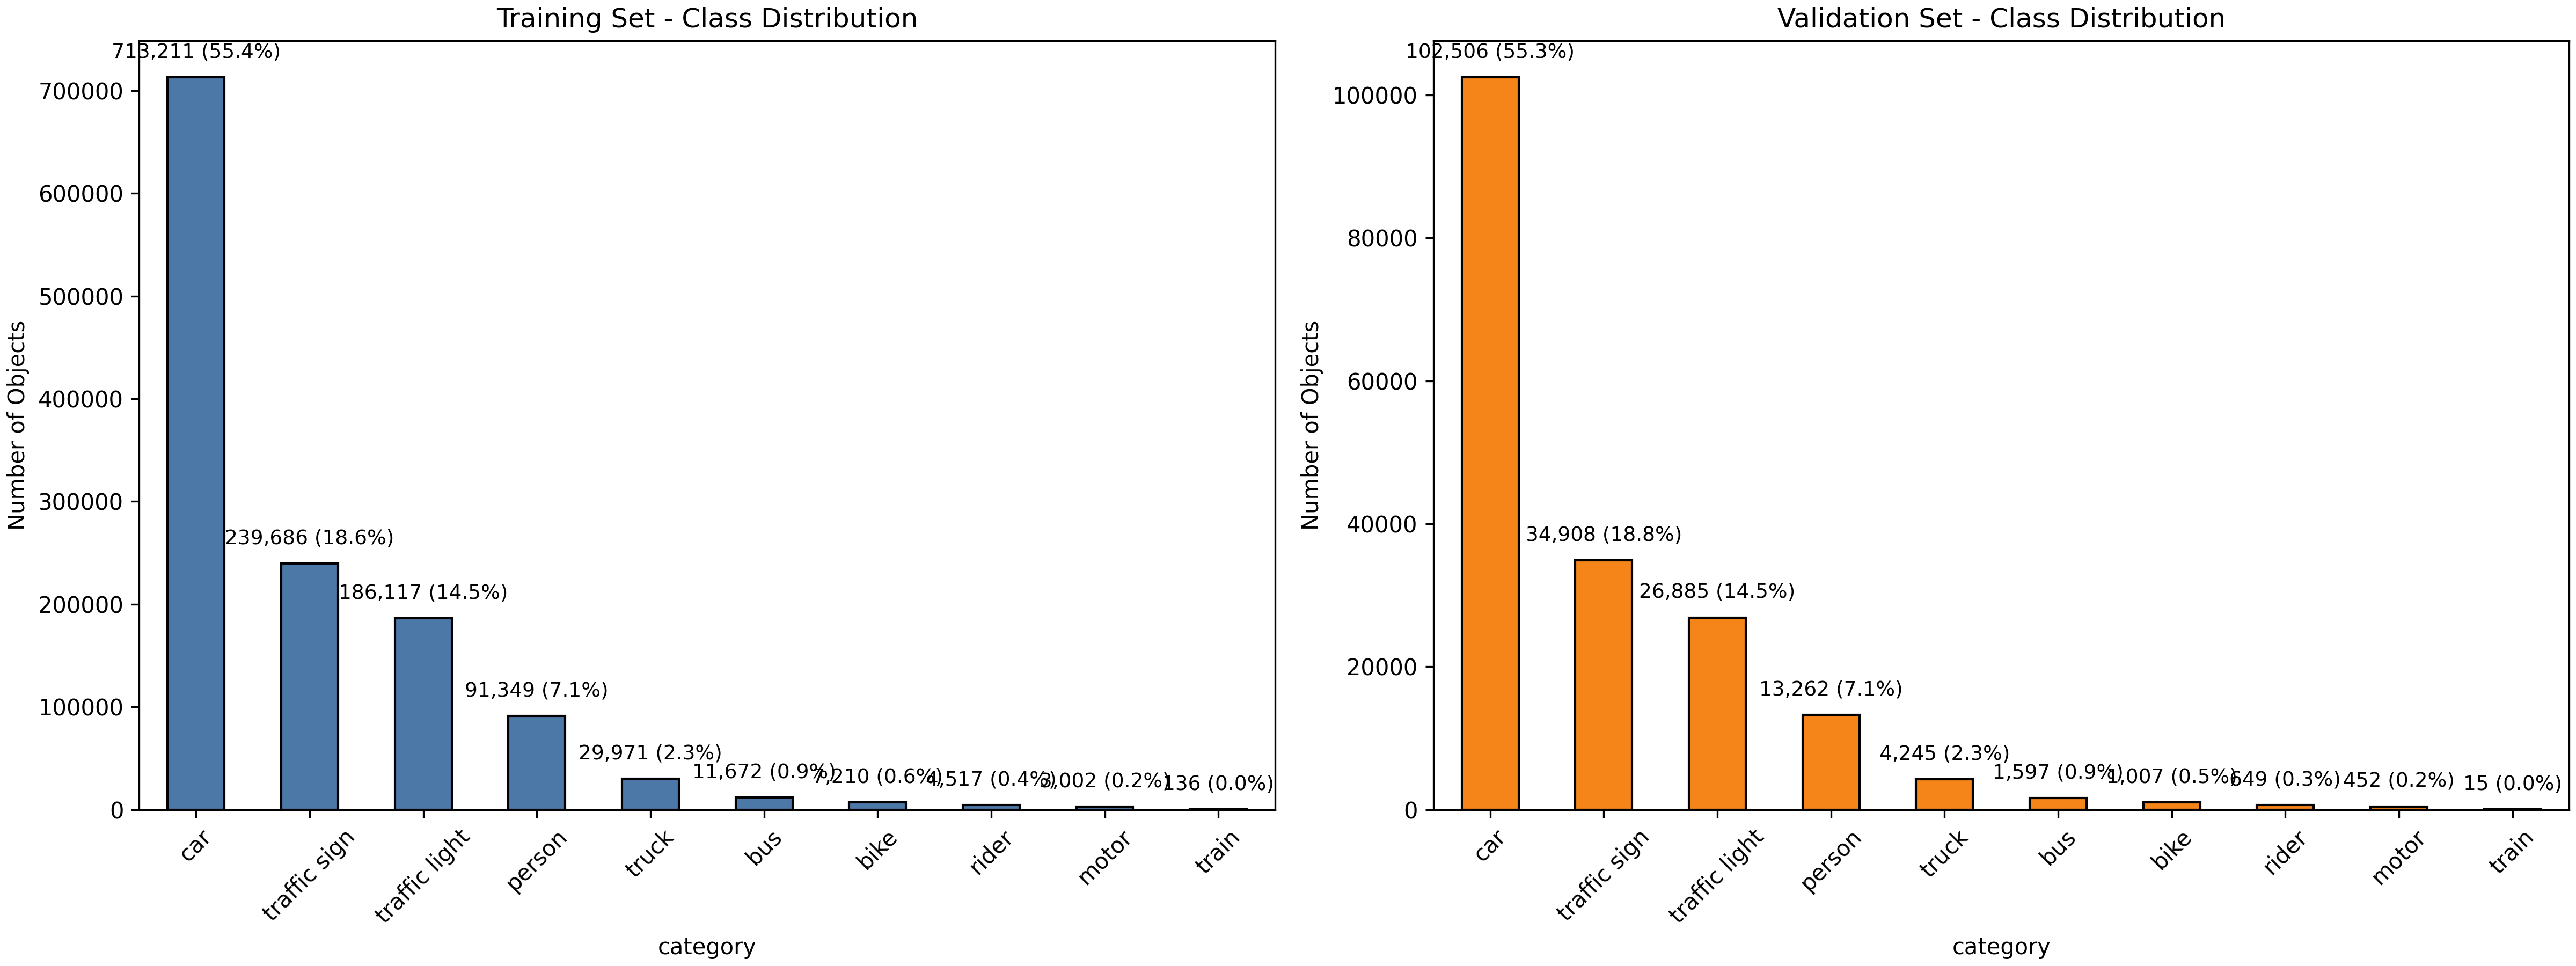 Training Set - Class Distribution
Number of Objects
700000
600000
500000
400000
300000
200000
100000
0
713,211 (55.4%)
239,686 (18.6%)
186,117 (14.5%)
91,349 (7.1%)
29,971 (2.3%)
11,672 (0.9%)
7,210 (0.6%)
4,517 (0.4%)
3,002 (0.2%)
136 (0.0%)
car
traffic sign
traffic light
person
truck
bus
bike
rider
motor
train
category
Validation Set - Class Distribution
Number of Objects
100000
80000
60000
40000
20000
0
102,506 (55.3%)
34,908 (18.8%)
26,885 (14.5%)
13,262 (7.1%)
4,245 (2.3%)
1,597 (0.9%)
1,007 (0.5%)
649 (0.3%)
452 (0.2%)
15 (0.0%)
car
traffic sign
traffic light
person
truck
bus
bike
rider
motor
train
category